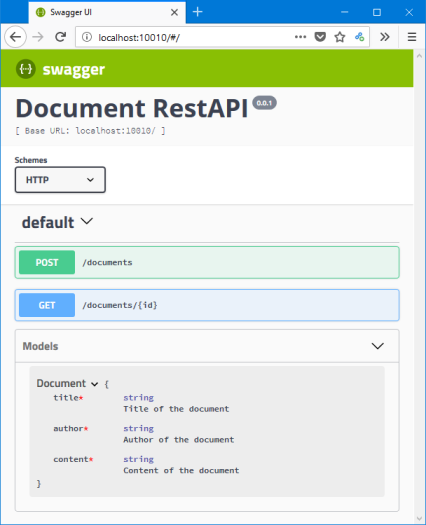 Swagger UI
localhost:10010/#/
swagger
Document RestAPI 0.0.1
[ Base URL: localhost:10010/ ]
Schemes
HTTP
default
POST /documents
GET /documents/{id}
Models
Document {
title* string
Title of the document
author* string
Author of the document
content* string
Content of the document
}